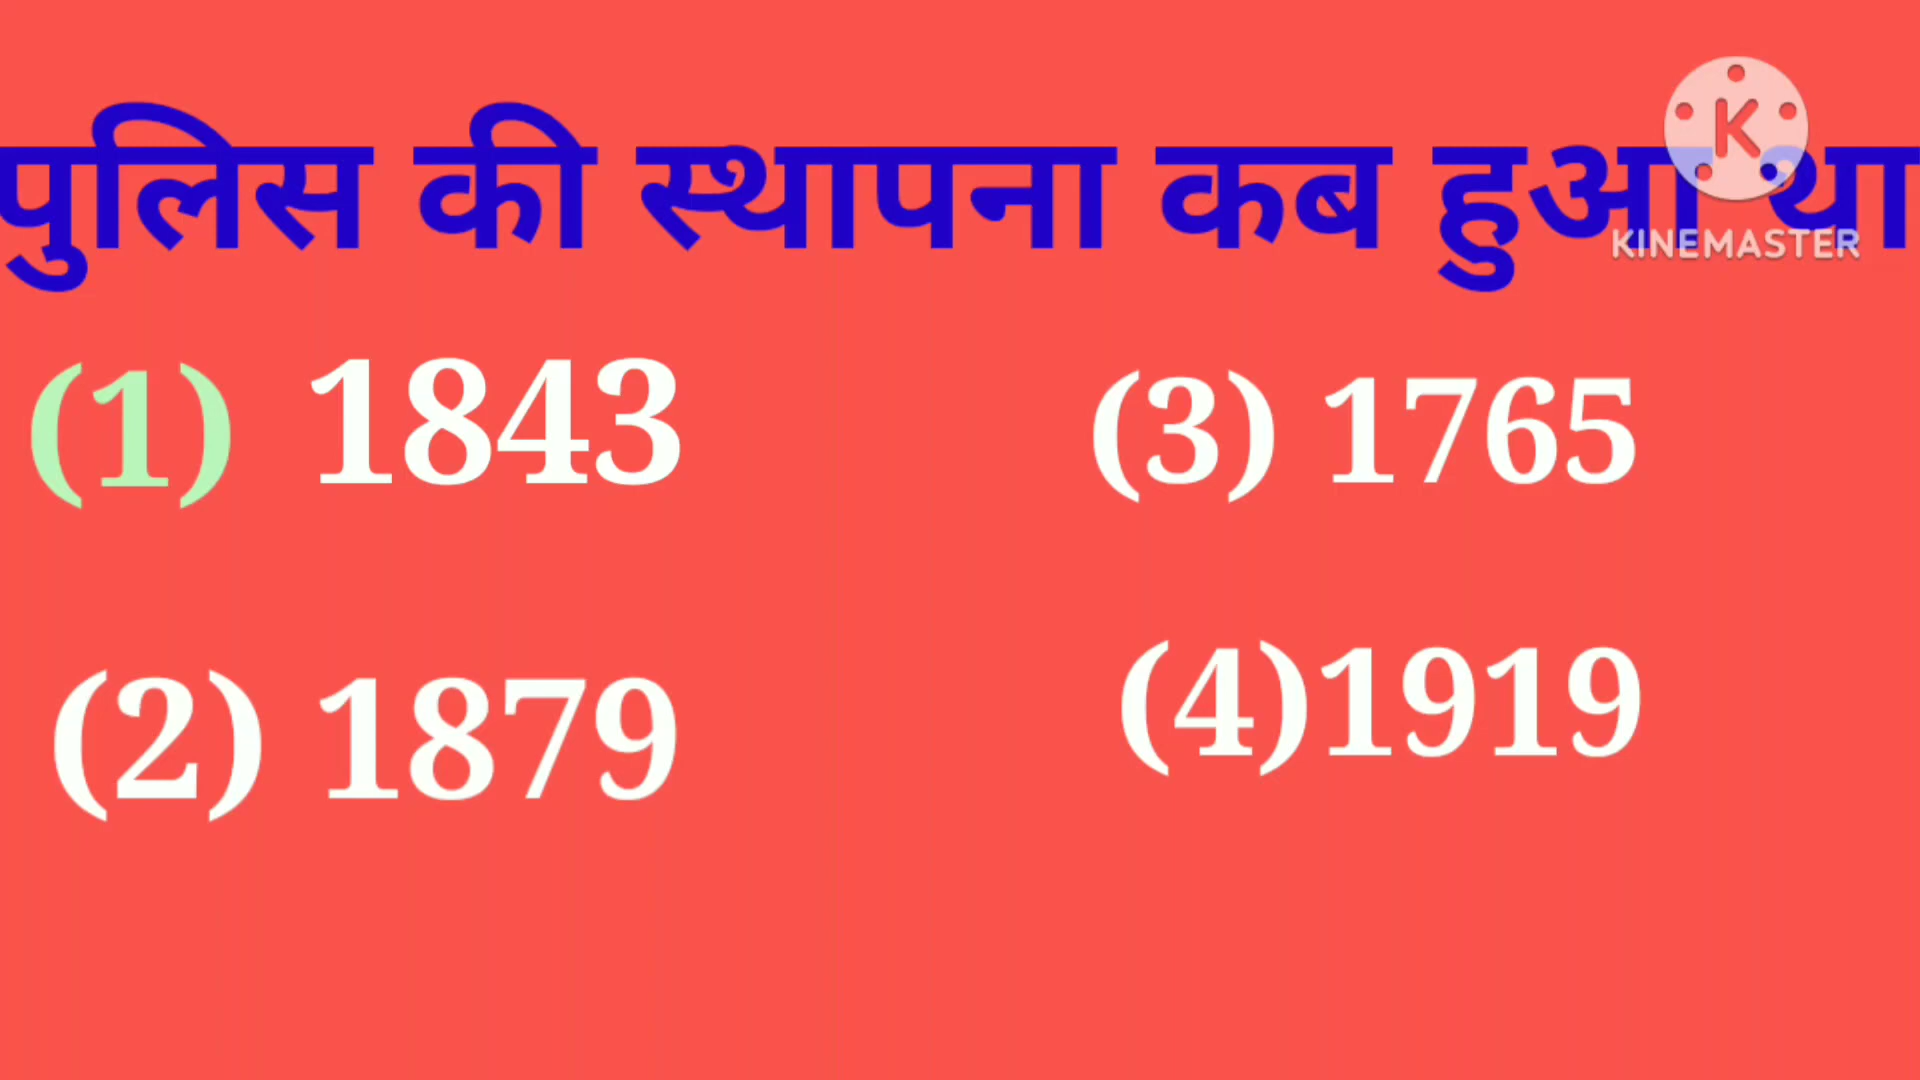 पुलिस की स्थापना कब हुआ था
(1) 1843
(2) 1879
(3) 1765
(4)1919
K
KINEMASTER